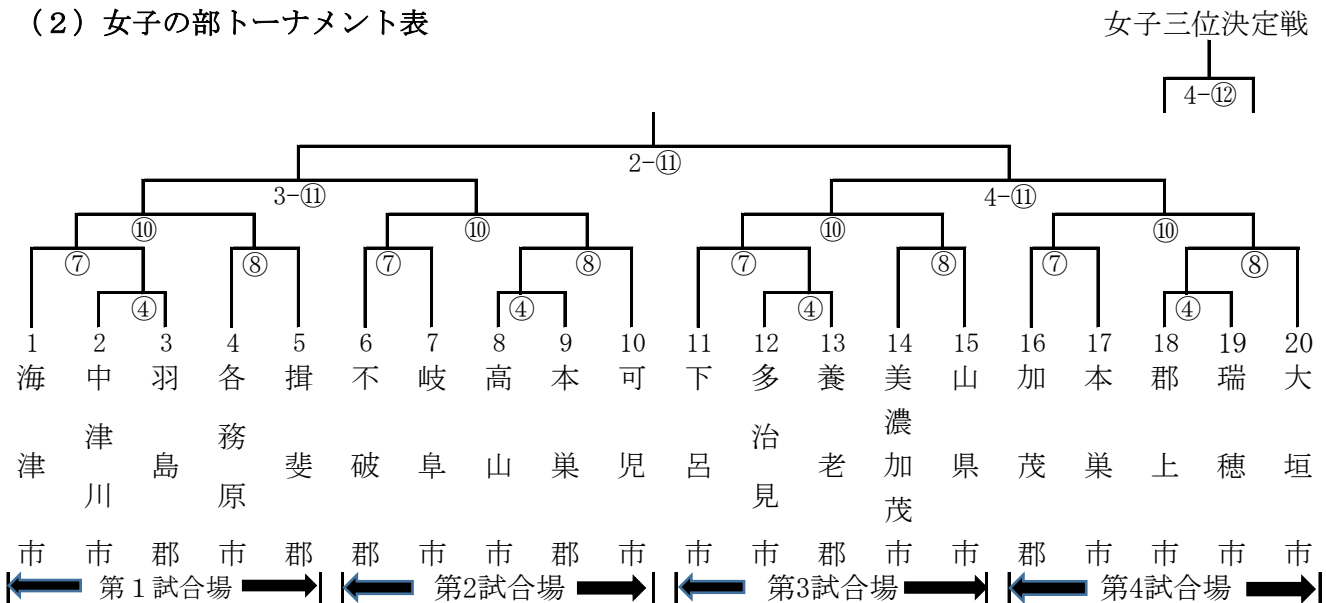 （2）女子の部トーナメント表
女子三位決定戦
4-⑫
2-⑪
3-⑪ 4-⑪
⑩ ⑩ ⑩ ⑩
⑦ ⑧ ⑦ ⑧ ⑦ ⑧ ⑦ ⑧
④ ④ ④ ④
1 2 3 4 5 6 7 8 9 10 11 12 13 14 15 16 17 18 19 20
海津市
中津川市
羽島郡
各務原市
揖斐郡
不破郡
岐阜市
高山市
本巣郡
可児市
下呂市
多治見市
養老郡
美濃加茂市
山県市
加茂郡
本巣市
郡上市
瑞穂市
大垣市
第１試合場 第2試合場 第3試合場 第4試合場